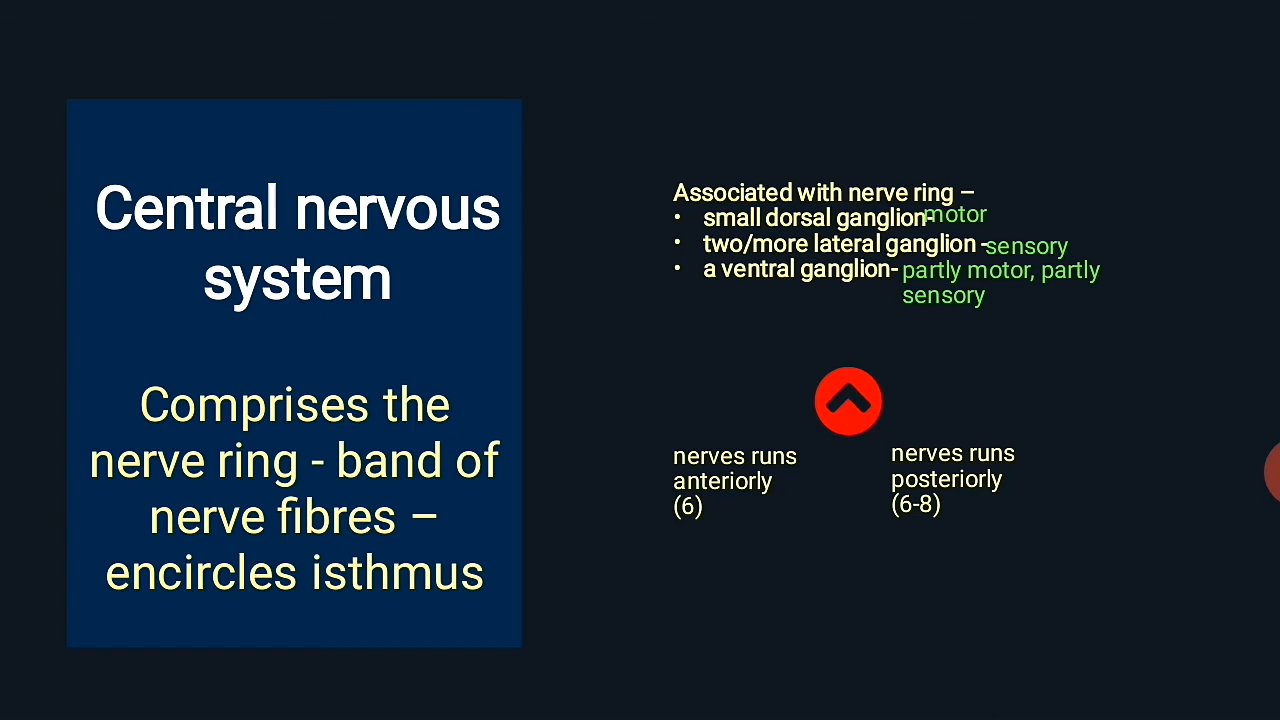 Central nervous
system
Comprises the
nerve ring - band of
nerve fibres –
encircles isthmus
Associated with nerve ring –
• small dorsal ganglion- motor
• two/more lateral ganglion - sensory
• a ventral ganglion- partly motor, partly
sensory
nerves runs
anteriorly
(6)
nerves runs
posteriorly
(6-8)